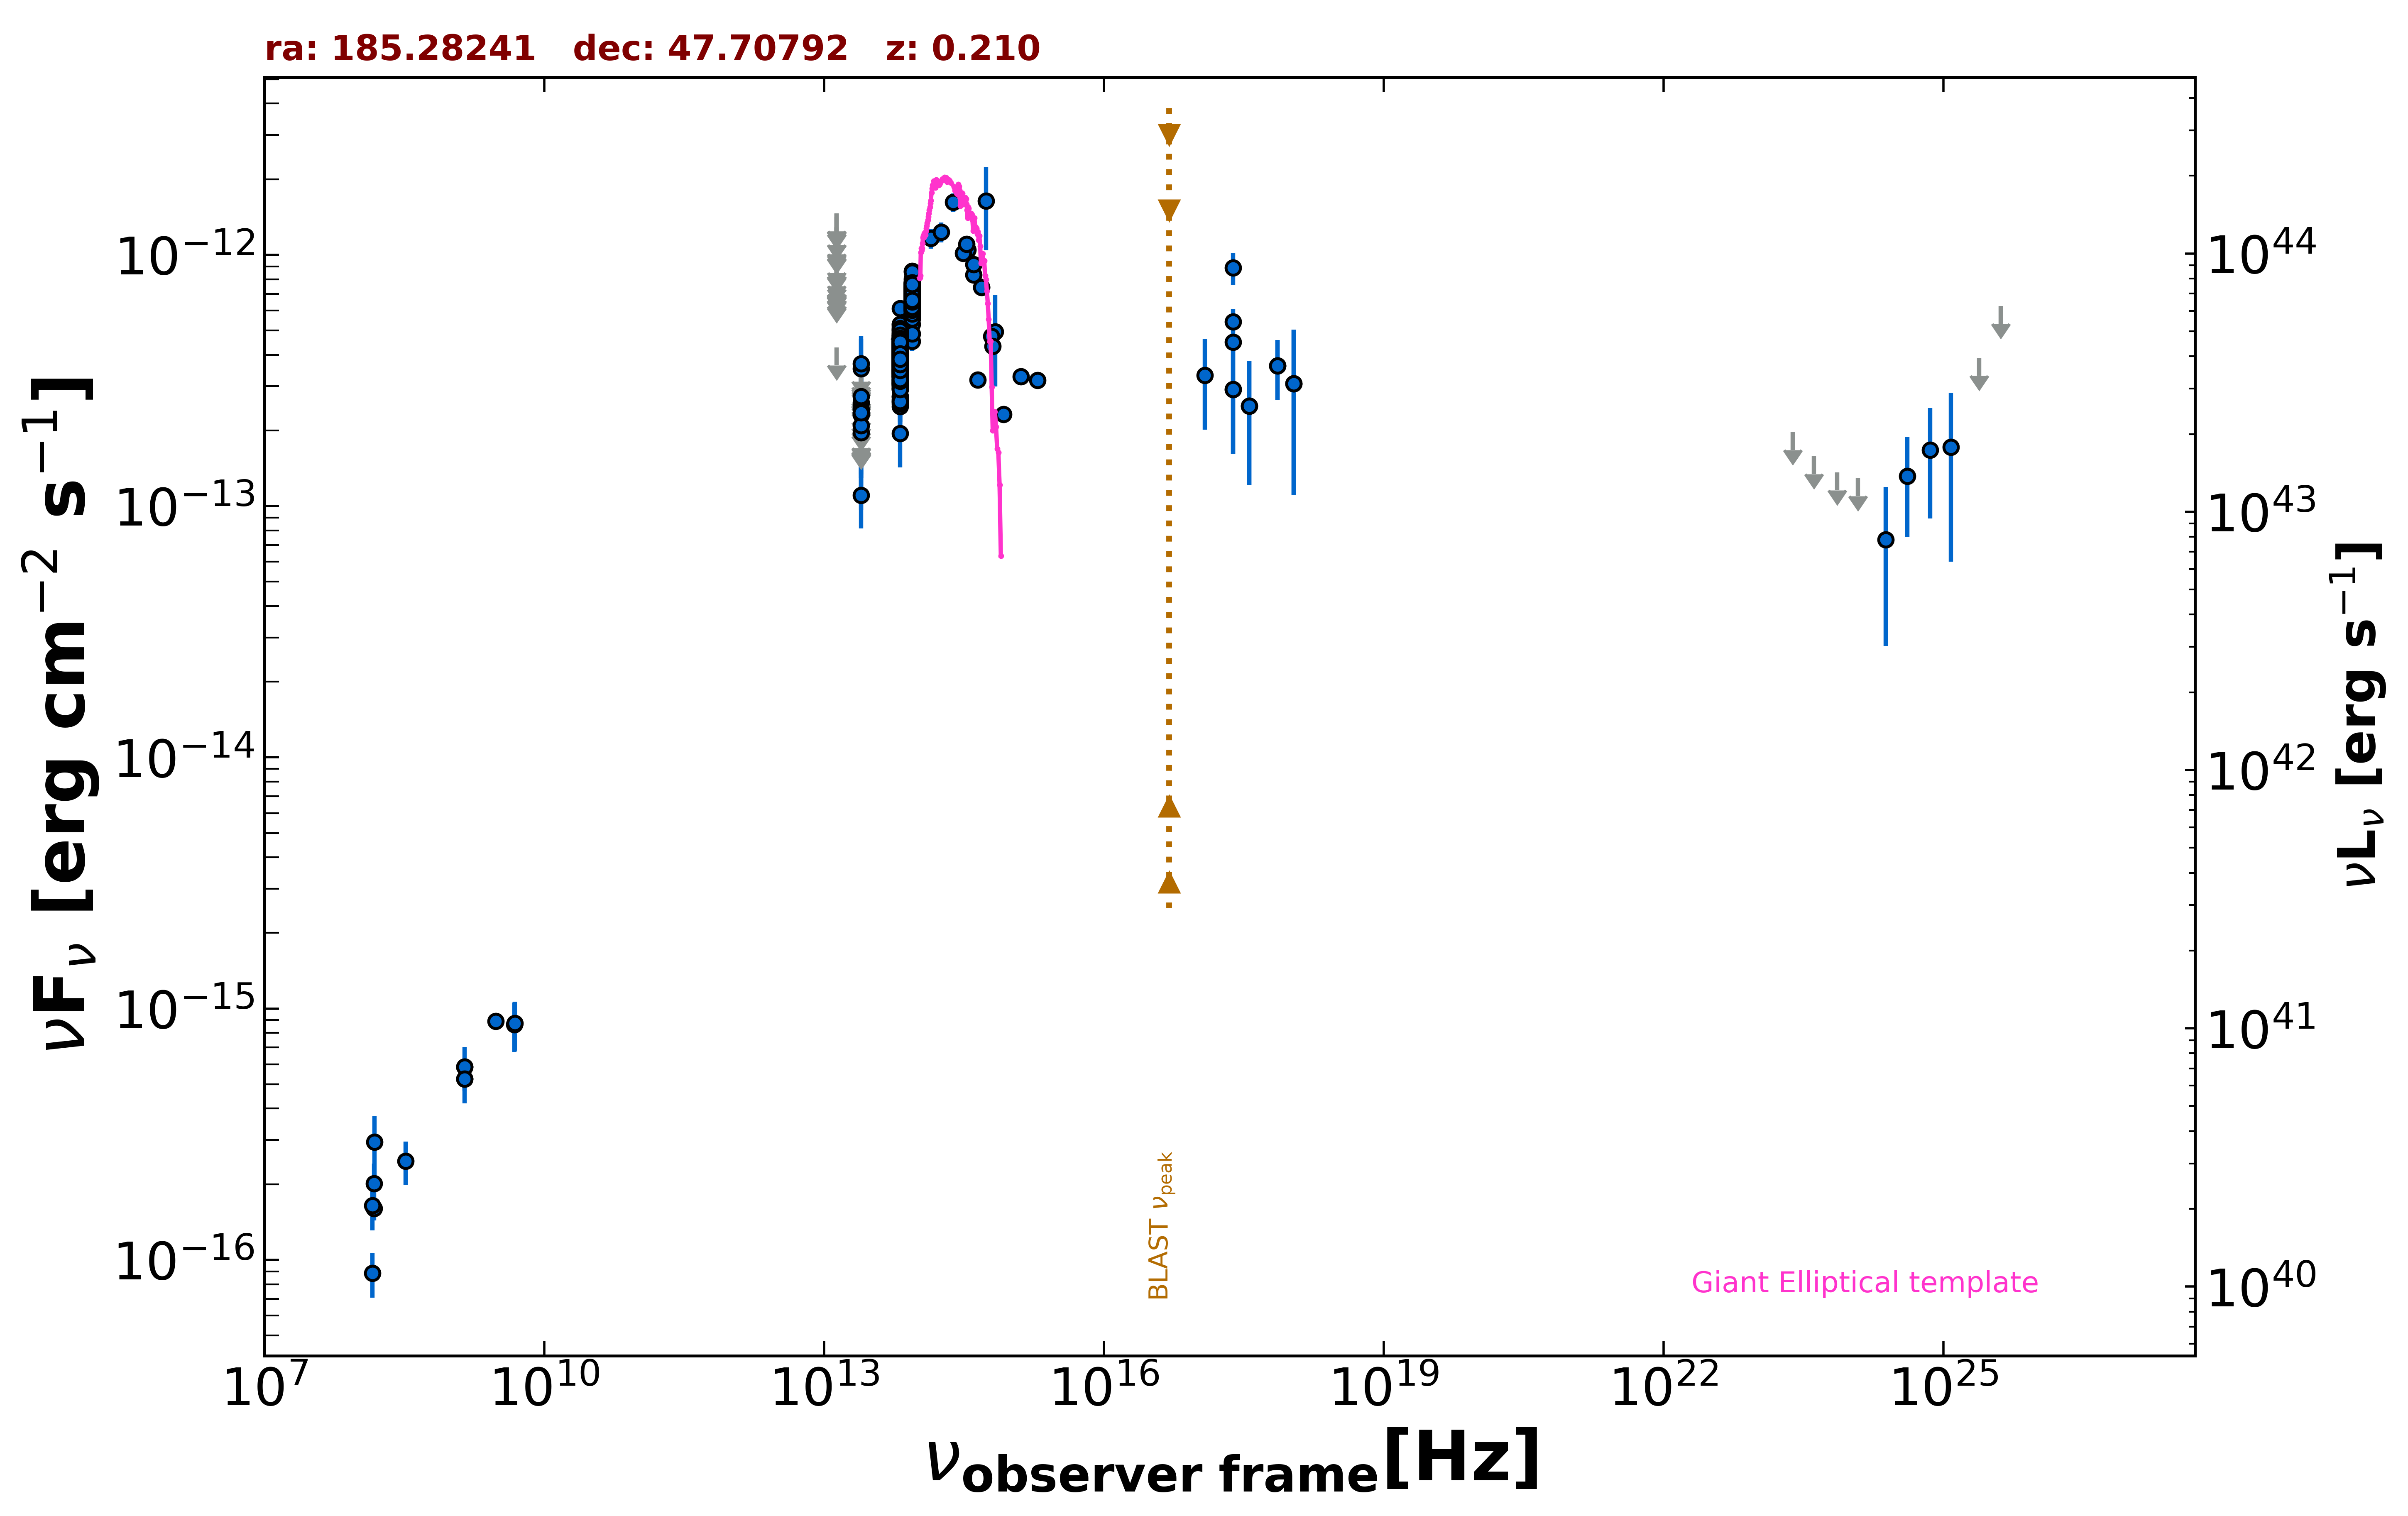 ra: 185.28241 dec: 47.70792 z: 0.210
10⁻¹²
10⁻¹³
10⁻¹⁴
10⁻¹⁵
10⁻¹⁶
νFν [erg cm⁻² s⁻¹]
10⁴⁴
10⁴³
10⁴²
10⁴¹
10⁴⁰
νLν [erg s⁻¹]
BLAST νpeak
Giant Elliptical template
10⁷ 10¹⁰ 10¹³ 10¹⁶ 10¹⁹ 10²² 10²⁵
νobserver frame[Hz]